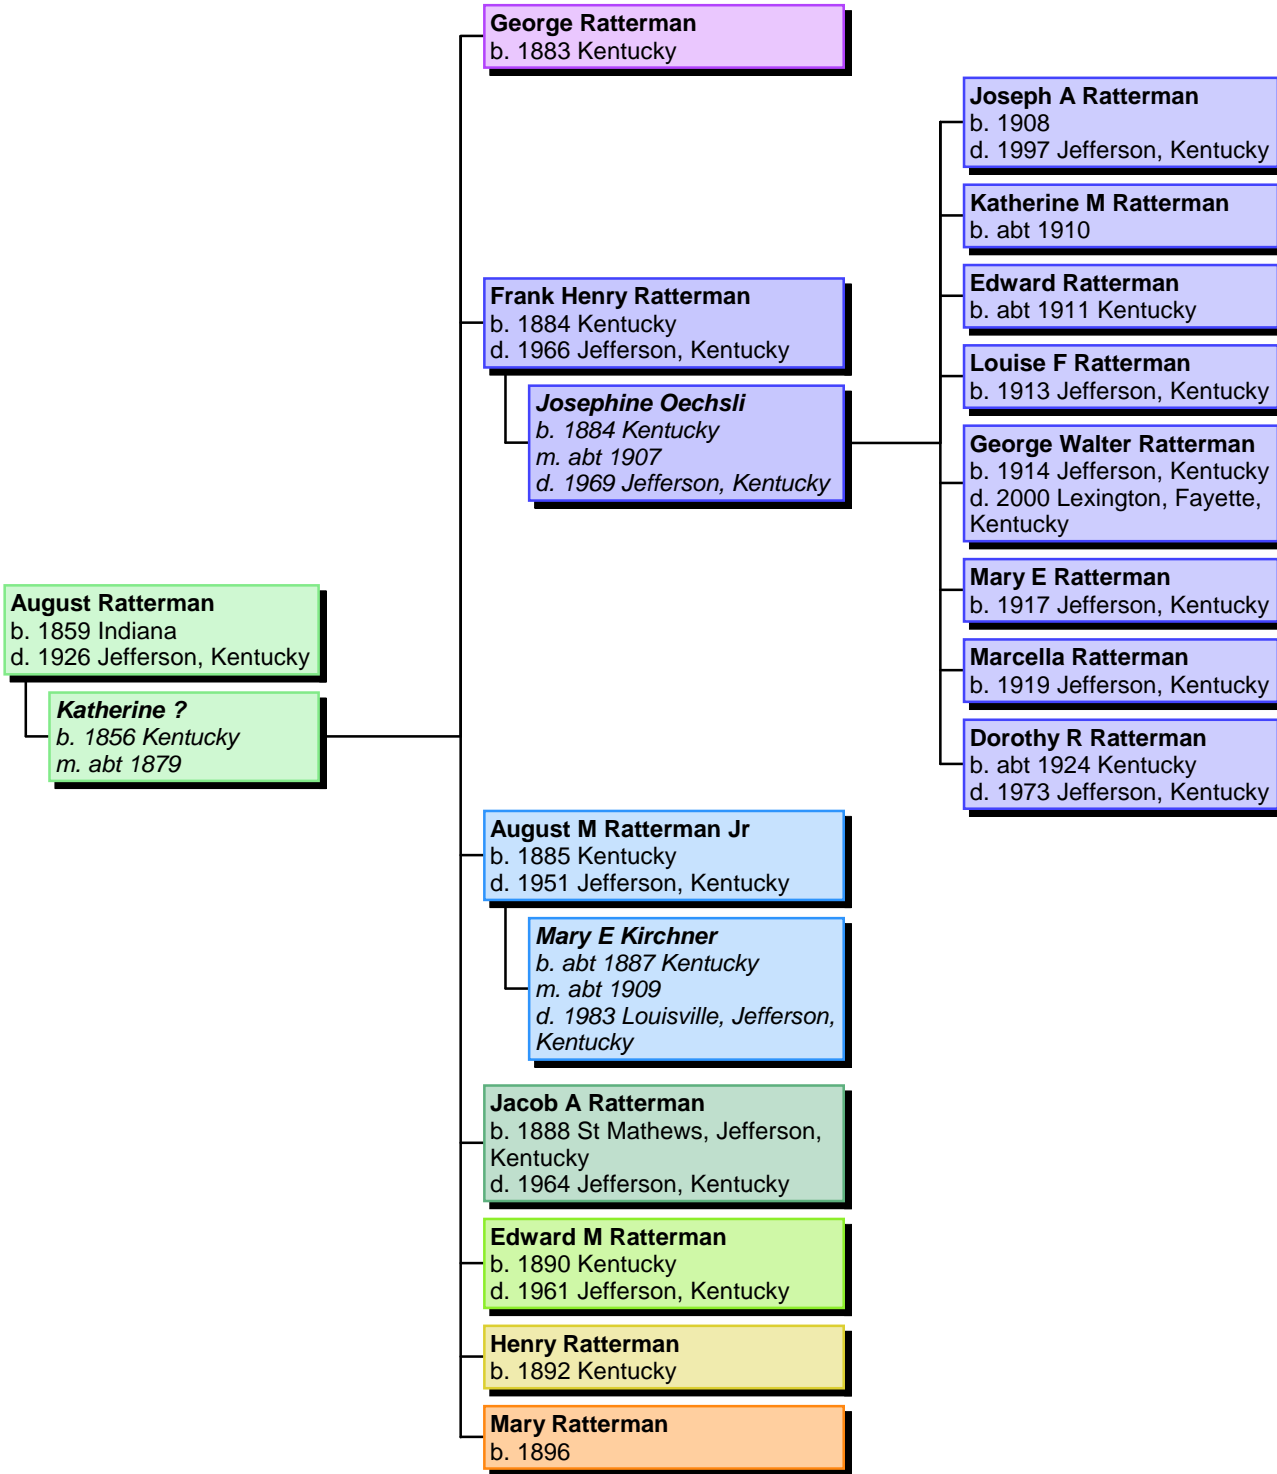 George Ratterman
b. 1883 Kentucky
Joseph A Ratterman
b. 1908
d. 1997 Jefferson, Kentucky
Katherine M Ratterman
b. abt 1910
Edward Ratterman
b. abt 1911 Kentucky
Frank Henry Ratterman
b. 1884 Kentucky
d. 1966 Jefferson, Kentucky
Louise F Ratterman
b. 1913 Jefferson, Kentucky
Josephine Oechsli
b. 1884 Kentucky
m. abt 1907
d. 1969 Jefferson, Kentucky
George Walter Ratterman
b. 1914 Jefferson, Kentucky
d. 2000 Lexington, Fayette,
Kentucky
Mary E Ratterman
b. 1917 Jefferson, Kentucky
August Ratterman
b. 1859 Indiana
d. 1926 Jefferson, Kentucky
Marcella Ratterman
b. 1919 Jefferson, Kentucky
Katherine ?
b. 1856 Kentucky
m. abt 1879
Dorothy R Ratterman
b. abt 1924 Kentucky
d. 1973 Jefferson, Kentucky
August M Ratterman Jr
b. 1885 Kentucky
d. 1951 Jefferson, Kentucky
Mary E Kirchner
b. abt 1887 Kentucky
m. abt 1909
d. 1983 Louisville, Jefferson,
Kentucky
Jacob A Ratterman
b. 1888 St Mathews, Jefferson,
Kentucky
d. 1964 Jefferson, Kentucky
Edward M Ratterman
b. 1890 Kentucky
d. 1961 Jefferson, Kentucky
Henry Ratterman
b. 1892 Kentucky
Mary Ratterman
b. 1896